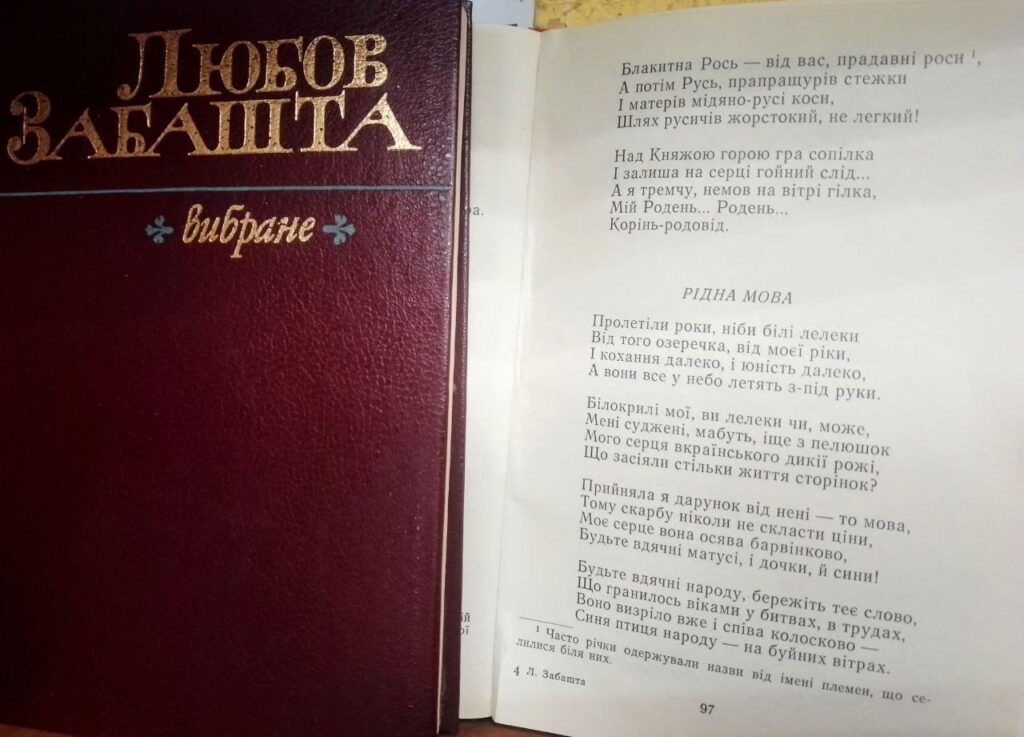 ЛЮБОВ
ЗАБАШТА
вибране
Блакитна Рось — від вас, прадавні роси ¹,
А потім Русь, прапращурів стежки
І матерів мідяно-русі коси,
Шлях русичів жорстокий, не легкий!
Над Княжою горою гра сопілка
І залиша на серці гойний слід...
А я тремчу, немов на вітрі гілка,
Мій Родень... Родень...
Корінь-родовід.
РІДНА МОВА
Пролетіли роки, ніби білі лелеки
Від того озеречка, від моєї ріки,
І кохання далеко, і юність далеко,
А вони все у небо летять з-під руки.
Білокрилі мої, ви лелеки чи, може,
Мені суджені, мабуть, іще з пелюшок
Мого серця вкраїнського дикії рожі,
Що засіяли стільки життя сторінок?
Прийняла я дарунок від нені — то мова,
Тому скарбу ніколи не скласти ціни,
Моє серце вона осява барвінково,
Будьте вдячні матусі, і дочки, й сини!
Будьте вдячні народу, бережіть теє слово,
Що гранилось віками у битвах, в трудах,
Воно визріло вже і співа колосково —
Синя птиця народу — на буйних вітрах.
¹ Часто річки одержували назви від імені племен, що се-
лилися біля них.
4 Л. Забашта
97